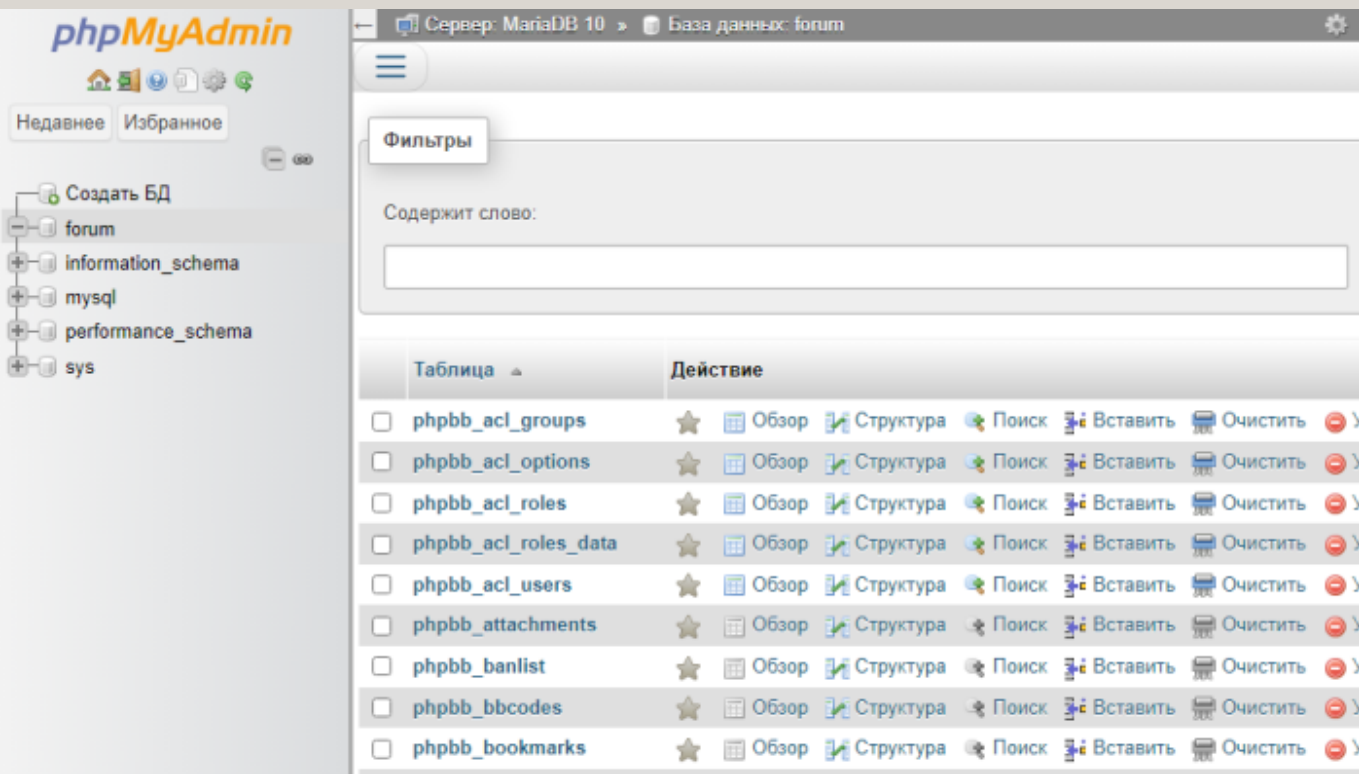 phpMyAdmin
Сервер: MariaDB 10 » База данных: forum
Недавнее Избранное
Создать БД
forum
information_schema
mysql
performance_schema
sys
Фильтры
Содержит слово:
Таблица Действие
phpbb_acl_groups Обзор Структура Поиск Вставить Очистить
phpbb_acl_options Обзор Структура Поиск Вставить Очистить
phpbb_acl_roles Обзор Структура Поиск Вставить Очистить
phpbb_acl_roles_data Обзор Структура Поиск Вставить Очистить
phpbb_acl_users Обзор Структура Поиск Вставить Очистить
phpbb_attachments Обзор Структура Поиск Вставить Очистить
phpbb_banlist Обзор Структура Поиск Вставить Очистить
phpbb_bbcodes Обзор Структура Поиск Вставить Очистить
phpbb_bookmarks Обзор Структура Поиск Вставить Очистить